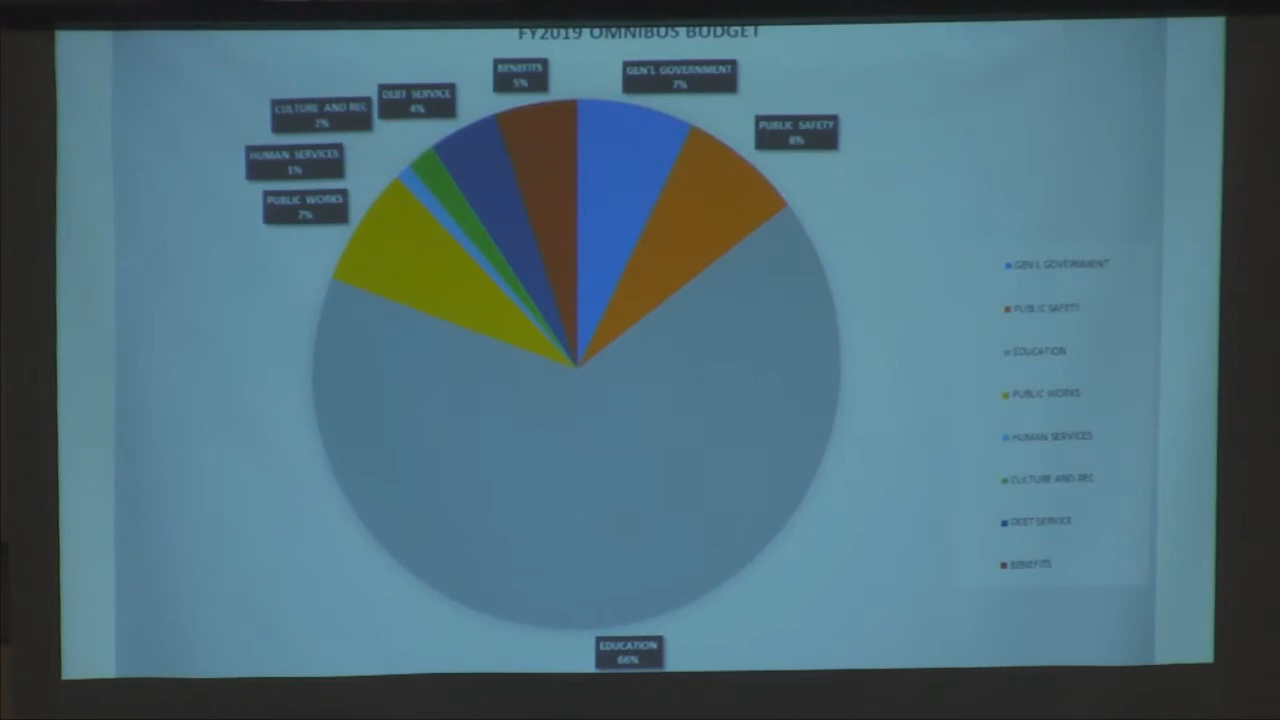 FY2019 OMNIBUS BUDGET
BENEFITS
5%
GEN'L GOVERNMENT
7%
DEBT SERVICE
4%
CULTURE AND REC
2%
PUBLIC SAFETY
8%
HUMAN SERVICES
1%
PUBLIC WORKS
7%
EDUCATION
66%
GEN'L GOVERNMENT
PUBLIC SAFETY
EDUCATION
PUBLIC WORKS
HUMAN SERVICES
CULTURE AND REC
DEBT SERVICE
BENEFITS